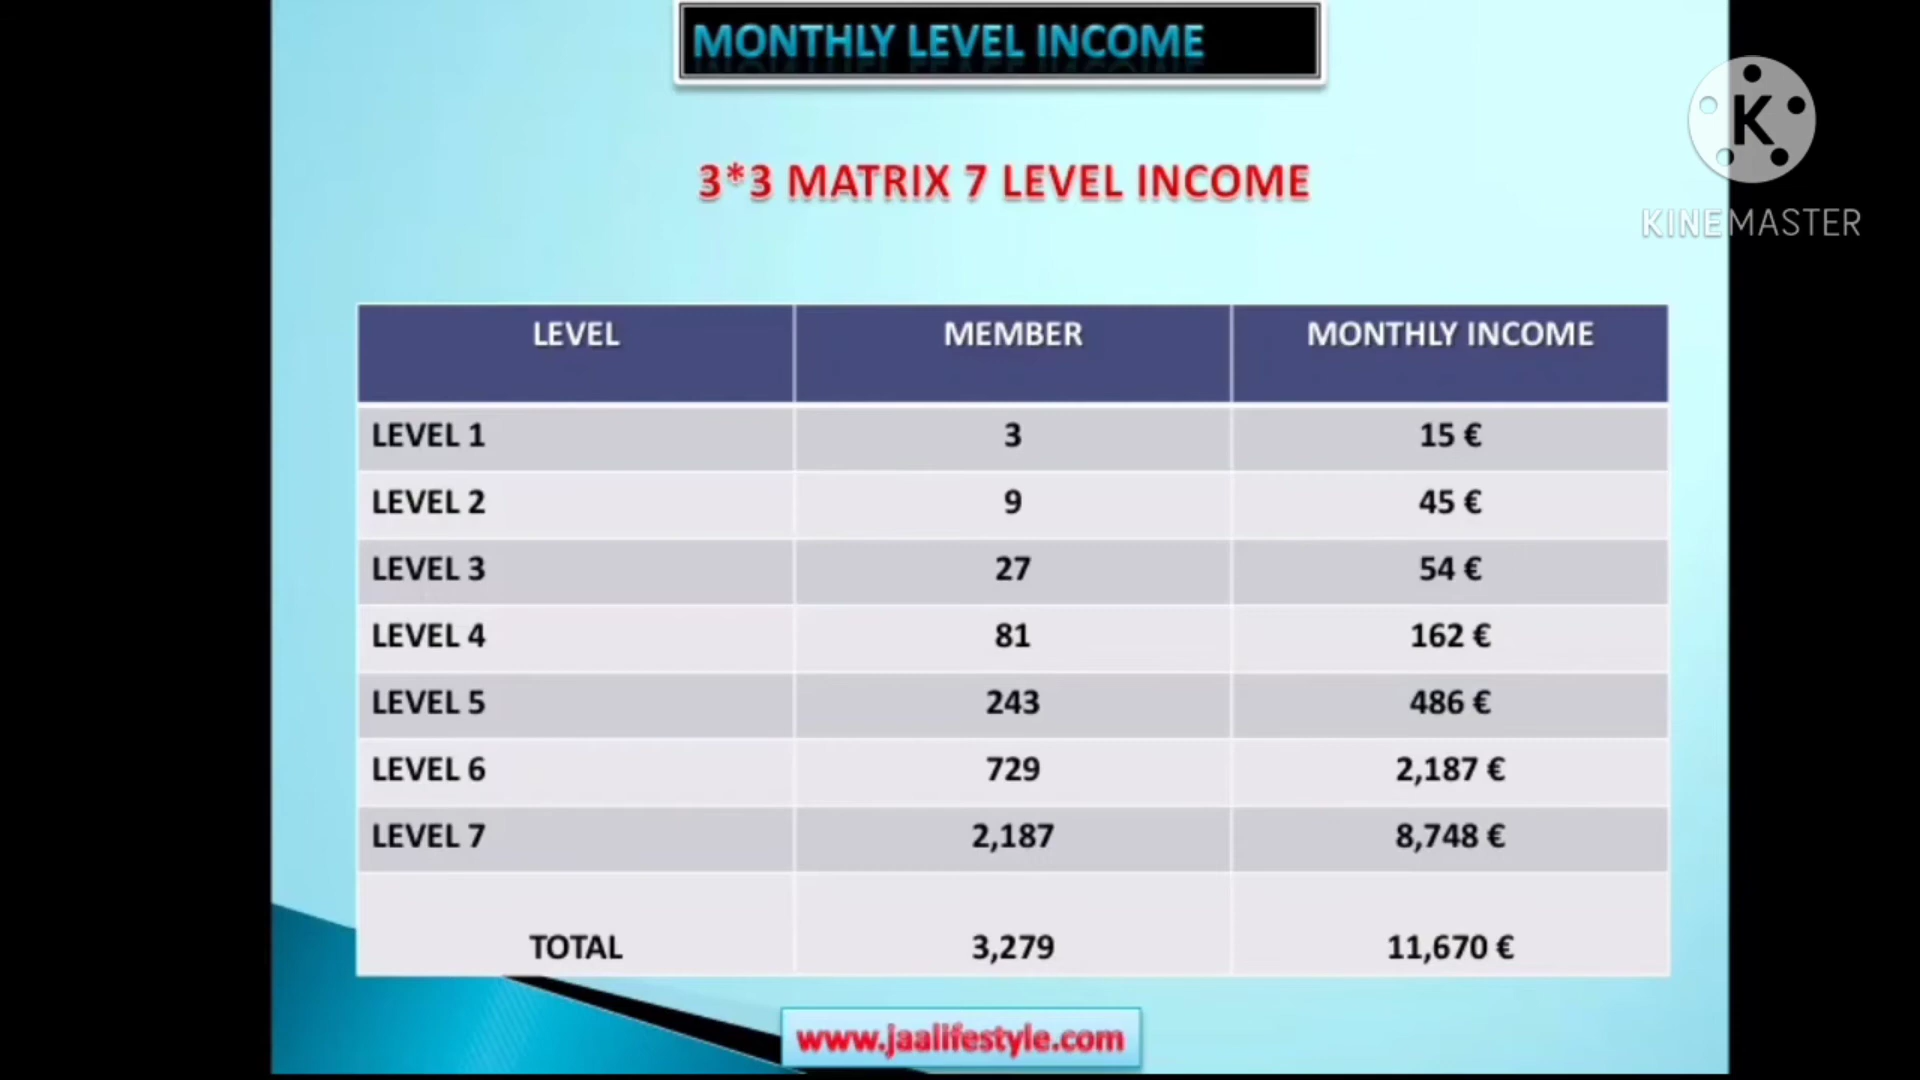 MONTHLY LEVEL INCOME
3*3 MATRIX 7 LEVEL INCOME
K
KINEMASTER
LEVEL MEMBER MONTHLY INCOME
LEVEL 1 3 15 €
LEVEL 2 9 45 €
LEVEL 3 27 54 €
LEVEL 4 81 162 €
LEVEL 5 243 486 €
LEVEL 6 729 2,187 €
LEVEL 7 2,187 8,748 €
TOTAL 3,279 11,670 €
www.jaalifestyle.com